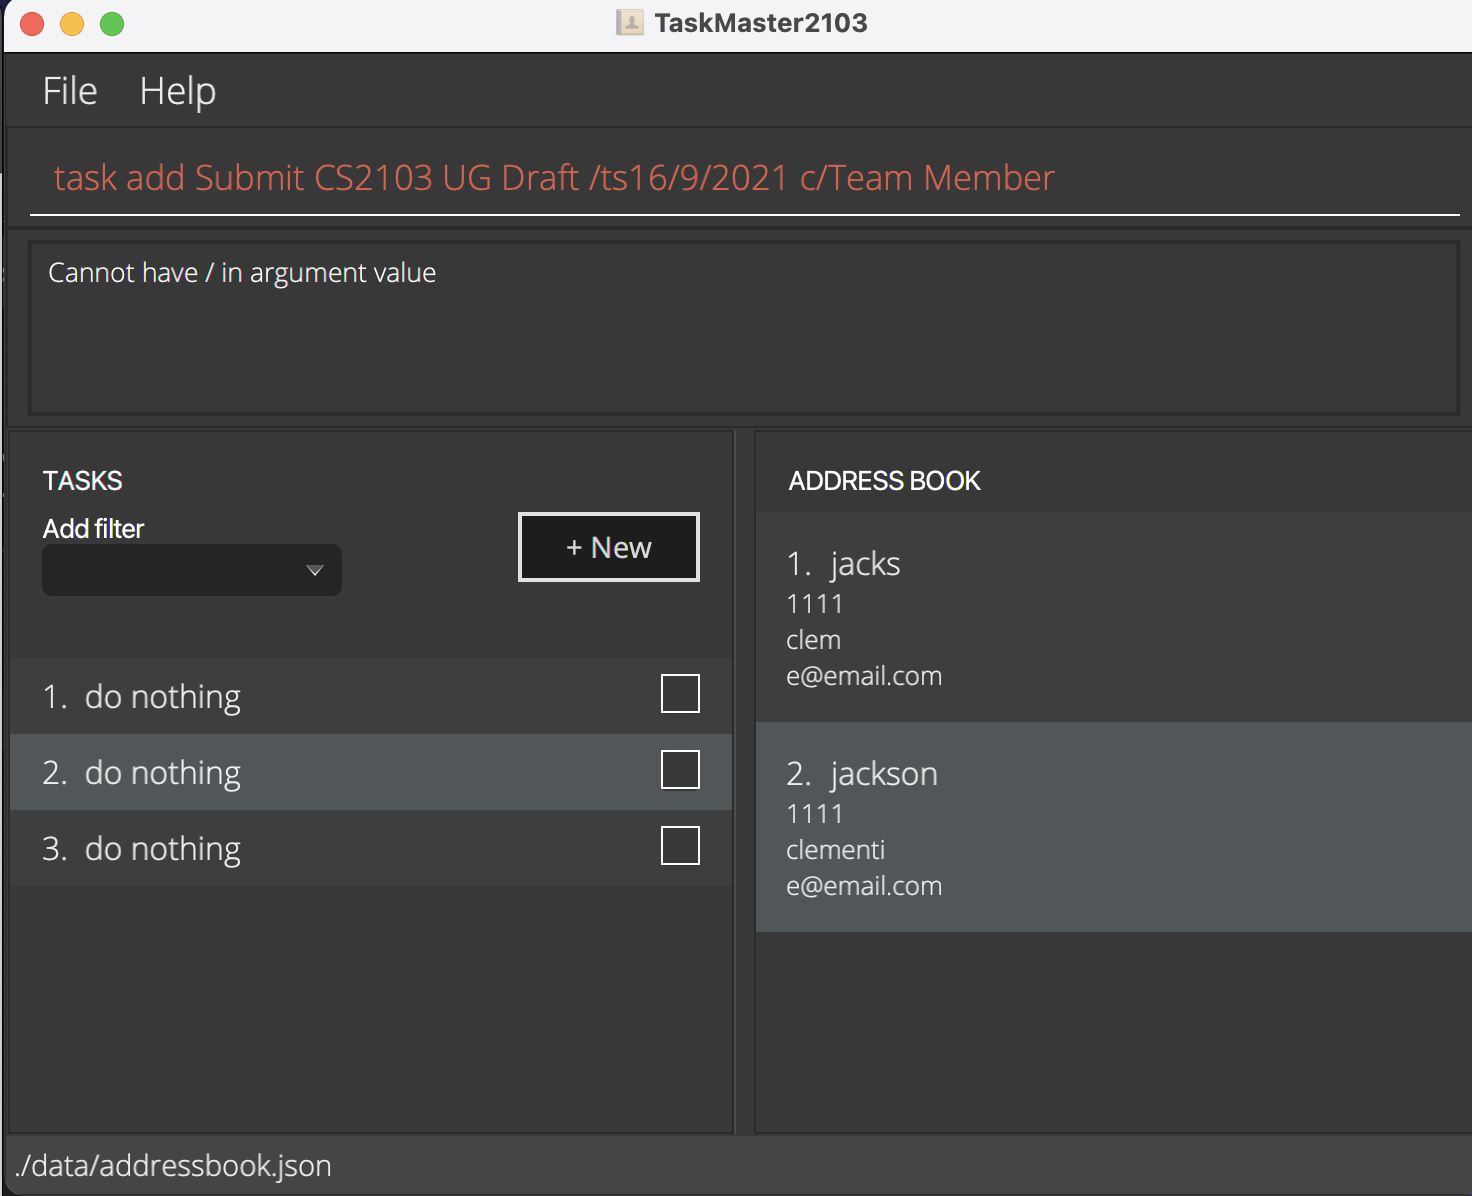 TaskMaster2103
File Help
task add Submit CS2103 UG Draft /ts16/9/2021 c/Team Member
Cannot have / in argument value
TASKS
Add filter
+ New
1. do nothing
2. do nothing
3. do nothing
ADDRESS BOOK
1. jacks
1111
clem
e@email.com
2. jackson
1111
clementi
e@email.com
./data/addressbook.json